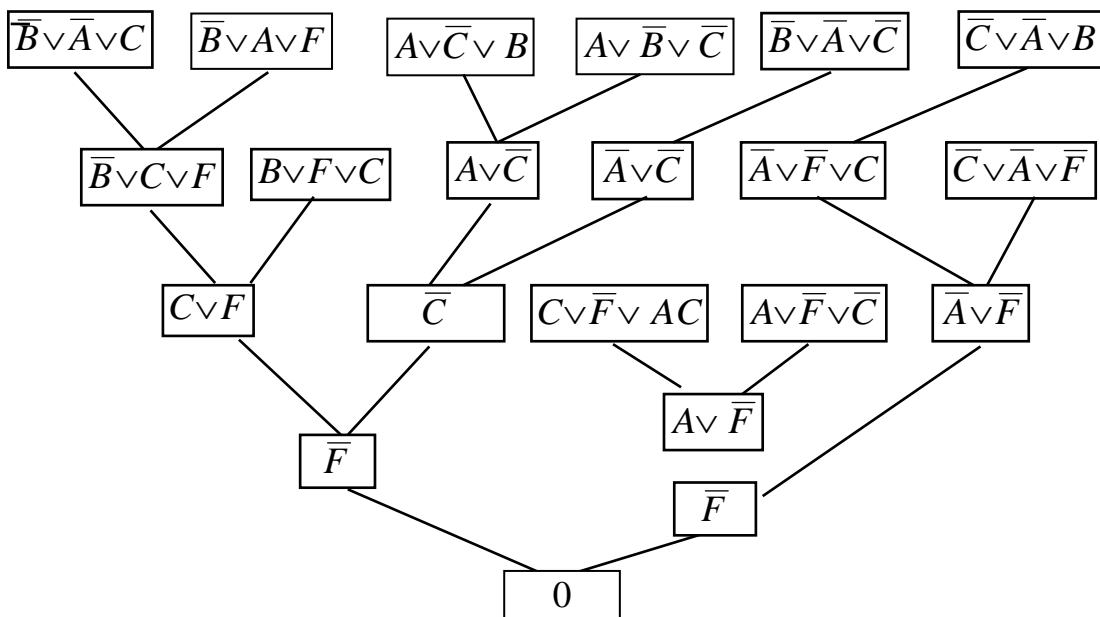 B̅∨A̅∨C B̅∨A∨F A∨C̅∨B A∨B̅∨C̅ B̅∨A̅∨C̅ C̅∨A̅∨B
B̅∨C∨F B∨F∨C A∨C̅ A̅∨C̅ A̅∨F̅∨C C̅∨A̅∨F̅
C∨F C̅ C∨F̅∨AC A∨F̅∨C̅ A̅∨F̅
A∨F̅
F̅
F̅
0